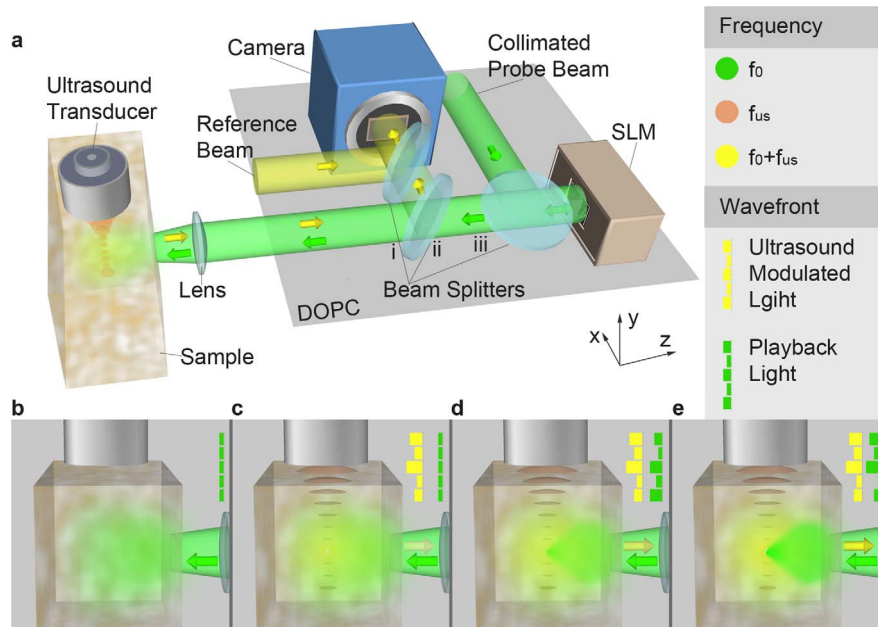 a
Ultrasound
Transducer
Camera
Reference
Beam
Collimated
Probe Beam
SLM
i
ii
iii
Lens
Beam Splitters
DOPC
Sample
x
y
z
Frequency
f0
fus
f0+fus
Wavefront
Ultrasound
Modulated
Lgiht
Playback
Light
b
c
d
e